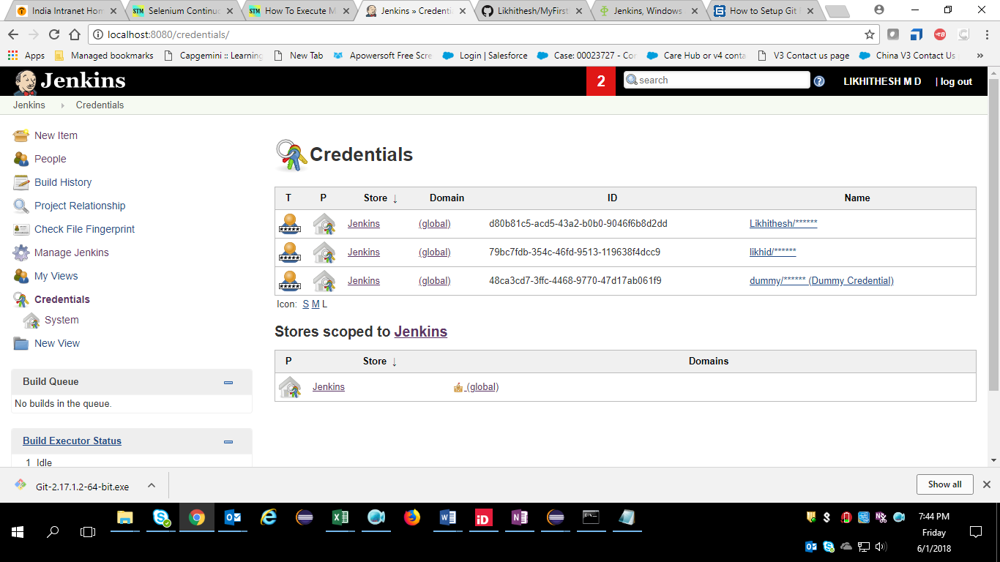 India Intranet Hom
Selenium Continuo
How To Execute M
Jenkins » Credenti
Likhithesh/MyFirst
Jenkins, Windows
How to Setup Git
localhost:8080/credentials/
Apps
Managed bookmarks
Capgemini :: Learning
New Tab
Apowersoft Free Scre
Login | Salesforce
Case: 00023727 - Con
Care Hub or v4 conta
V3 Contact us page
China V3 Contact Us
»
Jenkins
2
search
LIKHITHESH M D
| log out
Jenkins
Credentials
New Item
People
Build History
Project Relationship
Check File Fingerprint
Manage Jenkins
My Views
Credentials
System
New View
Build Queue
No builds in the queue.
Build Executor Status
1 Idle
Credentials
T P Store ↓ Domain ID Name
Jenkins (global) d80b81c5-acd5-43a2-b0b0-9046f6b8d2dd Likhithesh/******
Jenkins (global) 79bc7fdb-354c-46fd-9513-119638f4dcc9 likhid/******
Jenkins (global) 48ca3cd7-3ffc-4468-9770-47d17ab061f9 dummy/****** (Dummy Credential)
Icon: S M L
Stores scoped to Jenkins
P Store ↓ Domains
Jenkins (global)
Git-2.17.1.2-64-bit.exe
Show all
7:44 PM
Friday
6/1/2018